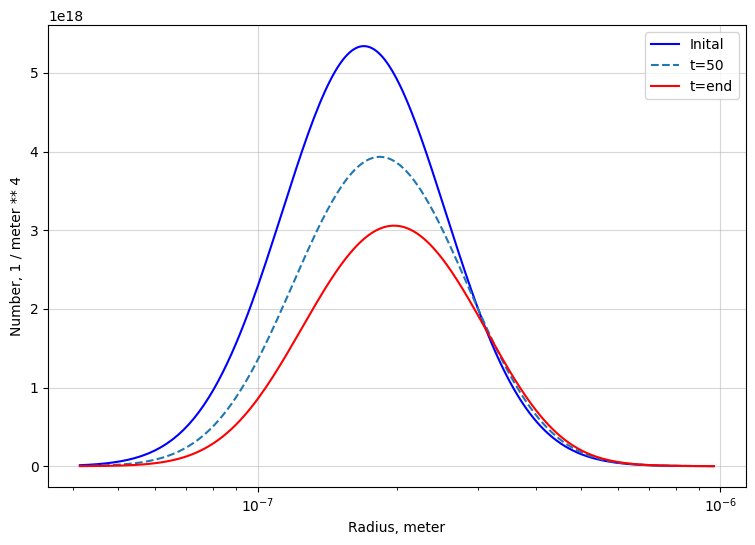 1e18
Inital
t=50
t=end
5
4
3
2
1
0
Number, 1 / meter ** 4
10⁻⁷
10⁻⁶
Radius, meter